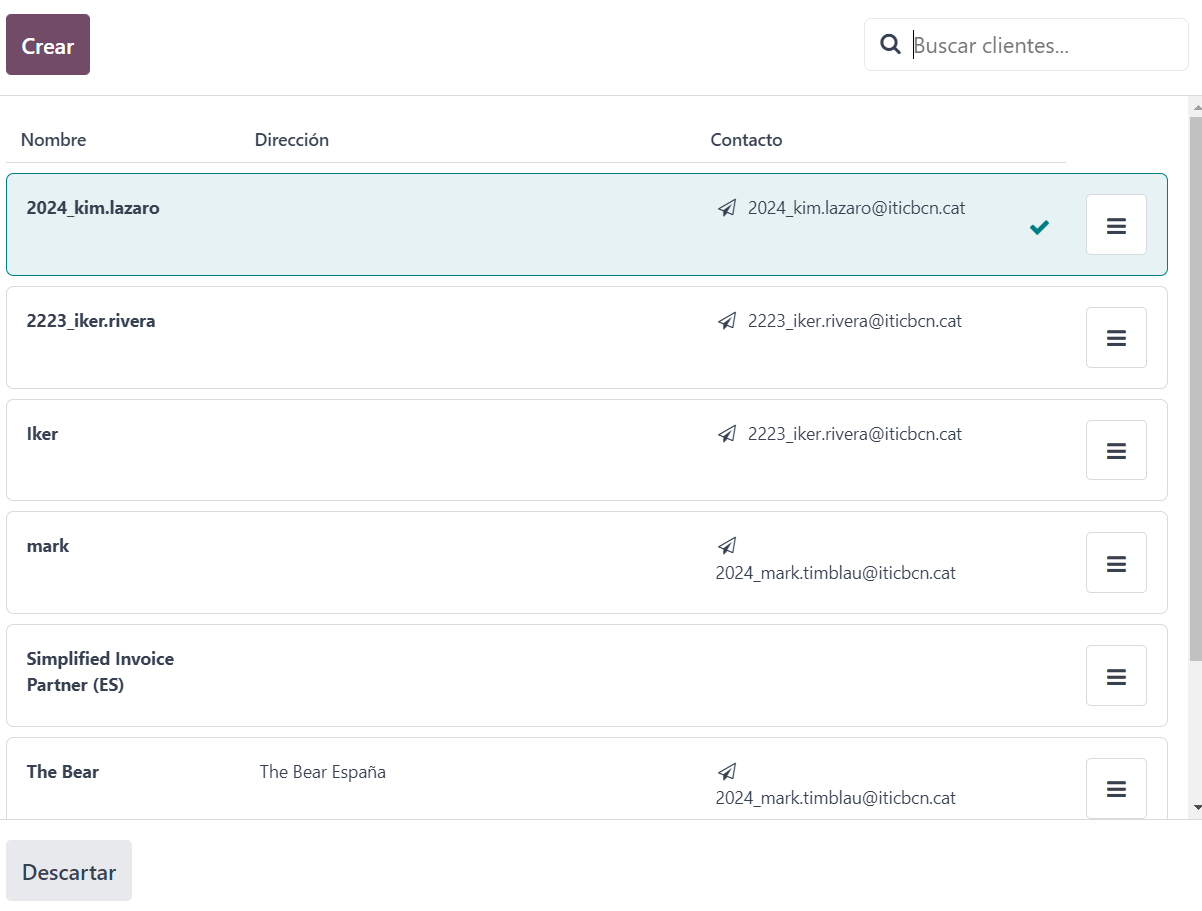 Crear
Buscar clientes...
Nombre Dirección Contacto
2024_kim.lazaro 2024_kim.lazaro@iticbcn.cat
2223_iker.rivera 2223_iker.rivera@iticbcn.cat
Iker 2223_iker.rivera@iticbcn.cat
mark
2024_mark.timblau@iticbcn.cat
Simplified Invoice
Partner (ES)
The Bear The Bear España
2024_mark.timblau@iticbcn.cat
Descartar